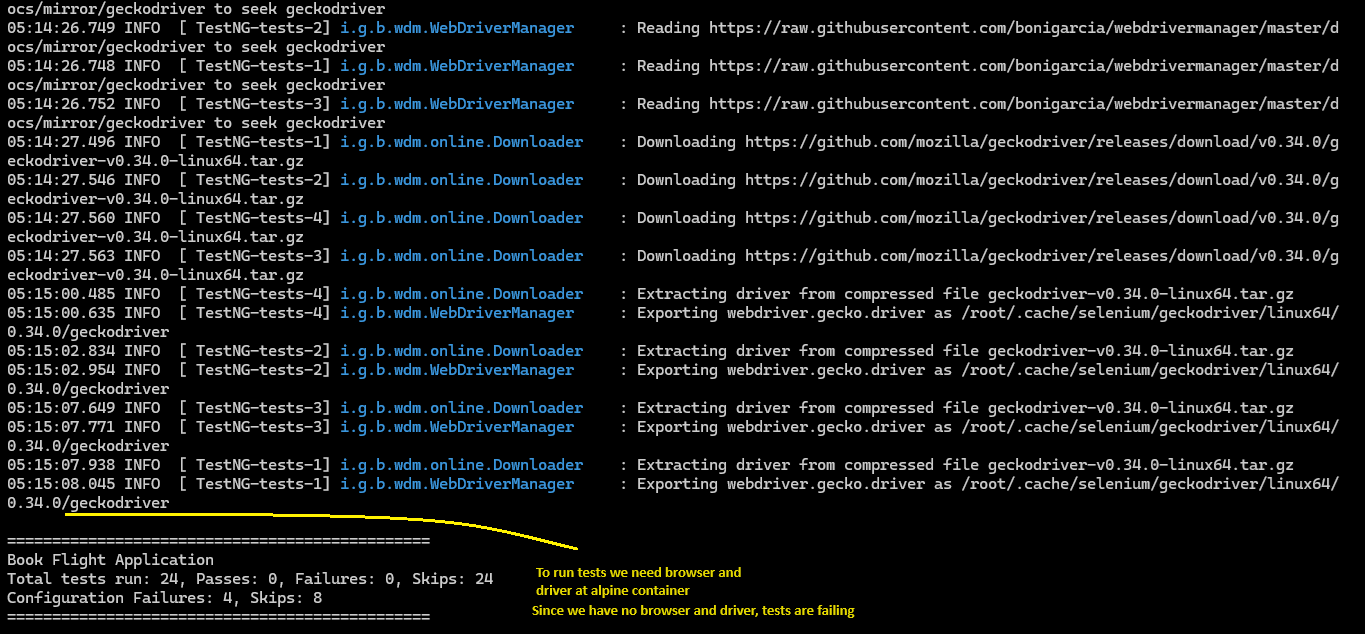 ocs/mirror/geckodriver to seek geckodriver
05:14:26.749 INFO  [ TestNG-tests-2] i.g.b.wdm.WebDriverManager     : Reading https://raw.githubusercontent.com/bonigarcia/webdrivermanager/master/d
ocs/mirror/geckodriver to seek geckodriver
05:14:26.748 INFO  [ TestNG-tests-1] i.g.b.wdm.WebDriverManager     : Reading https://raw.githubusercontent.com/bonigarcia/webdrivermanager/master/d
ocs/mirror/geckodriver to seek geckodriver
05:14:26.752 INFO  [ TestNG-tests-3] i.g.b.wdm.WebDriverManager     : Reading https://raw.githubusercontent.com/bonigarcia/webdrivermanager/master/d
ocs/mirror/geckodriver to seek geckodriver
05:14:27.496 INFO  [ TestNG-tests-1] i.g.b.wdm.online.Downloader    : Downloading https://github.com/mozilla/geckodriver/releases/download/v0.34.0/g
eckodriver-v0.34.0-linux64.tar.gz
05:14:27.546 INFO  [ TestNG-tests-2] i.g.b.wdm.online.Downloader    : Downloading https://github.com/mozilla/geckodriver/releases/download/v0.34.0/g
eckodriver-v0.34.0-linux64.tar.gz
05:14:27.560 INFO  [ TestNG-tests-4] i.g.b.wdm.online.Downloader    : Downloading https://github.com/mozilla/geckodriver/releases/download/v0.34.0/g
eckodriver-v0.34.0-linux64.tar.gz
05:14:27.563 INFO  [ TestNG-tests-3] i.g.b.wdm.online.Downloader    : Downloading https://github.com/mozilla/geckodriver/releases/download/v0.34.0/g
eckodriver-v0.34.0-linux64.tar.gz
05:15:00.485 INFO  [ TestNG-tests-4] i.g.b.wdm.online.Downloader    : Extracting driver from compressed file geckodriver-v0.34.0-linux64.tar.gz
05:15:00.635 INFO  [ TestNG-tests-4] i.g.b.wdm.WebDriverManager     : Exporting webdriver.gecko.driver as /root/.cache/selenium/geckodriver/linux64/
0.34.0/geckodriver
05:15:02.834 INFO  [ TestNG-tests-2] i.g.b.wdm.online.Downloader    : Extracting driver from compressed file geckodriver-v0.34.0-linux64.tar.gz
05:15:02.954 INFO  [ TestNG-tests-2] i.g.b.wdm.WebDriverManager     : Exporting webdriver.gecko.driver as /root/.cache/selenium/geckodriver/linux64/
0.34.0/geckodriver
05:15:07.649 INFO  [ TestNG-tests-3] i.g.b.wdm.online.Downloader    : Extracting driver from compressed file geckodriver-v0.34.0-linux64.tar.gz
05:15:07.771 INFO  [ TestNG-tests-3] i.g.b.wdm.WebDriverManager     : Exporting webdriver.gecko.driver as /root/.cache/selenium/geckodriver/linux64/
0.34.0/geckodriver
05:15:07.938 INFO  [ TestNG-tests-1] i.g.b.wdm.online.Downloader    : Extracting driver from compressed file geckodriver-v0.34.0-linux64.tar.gz
05:15:08.045 INFO  [ TestNG-tests-1] i.g.b.wdm.WebDriverManager     : Exporting webdriver.gecko.driver as /root/.cache/selenium/geckodriver/linux64/
0.34.0/geckodriver
===============================================
Book Flight Application
Total tests run: 24, Passes: 0, Failures: 0, Skips: 24
Configuration Failures: 4, Skips: 8
===============================================
To run tests we need browser and
driver at alpine container
Since we have no browser and driver, tests are failing